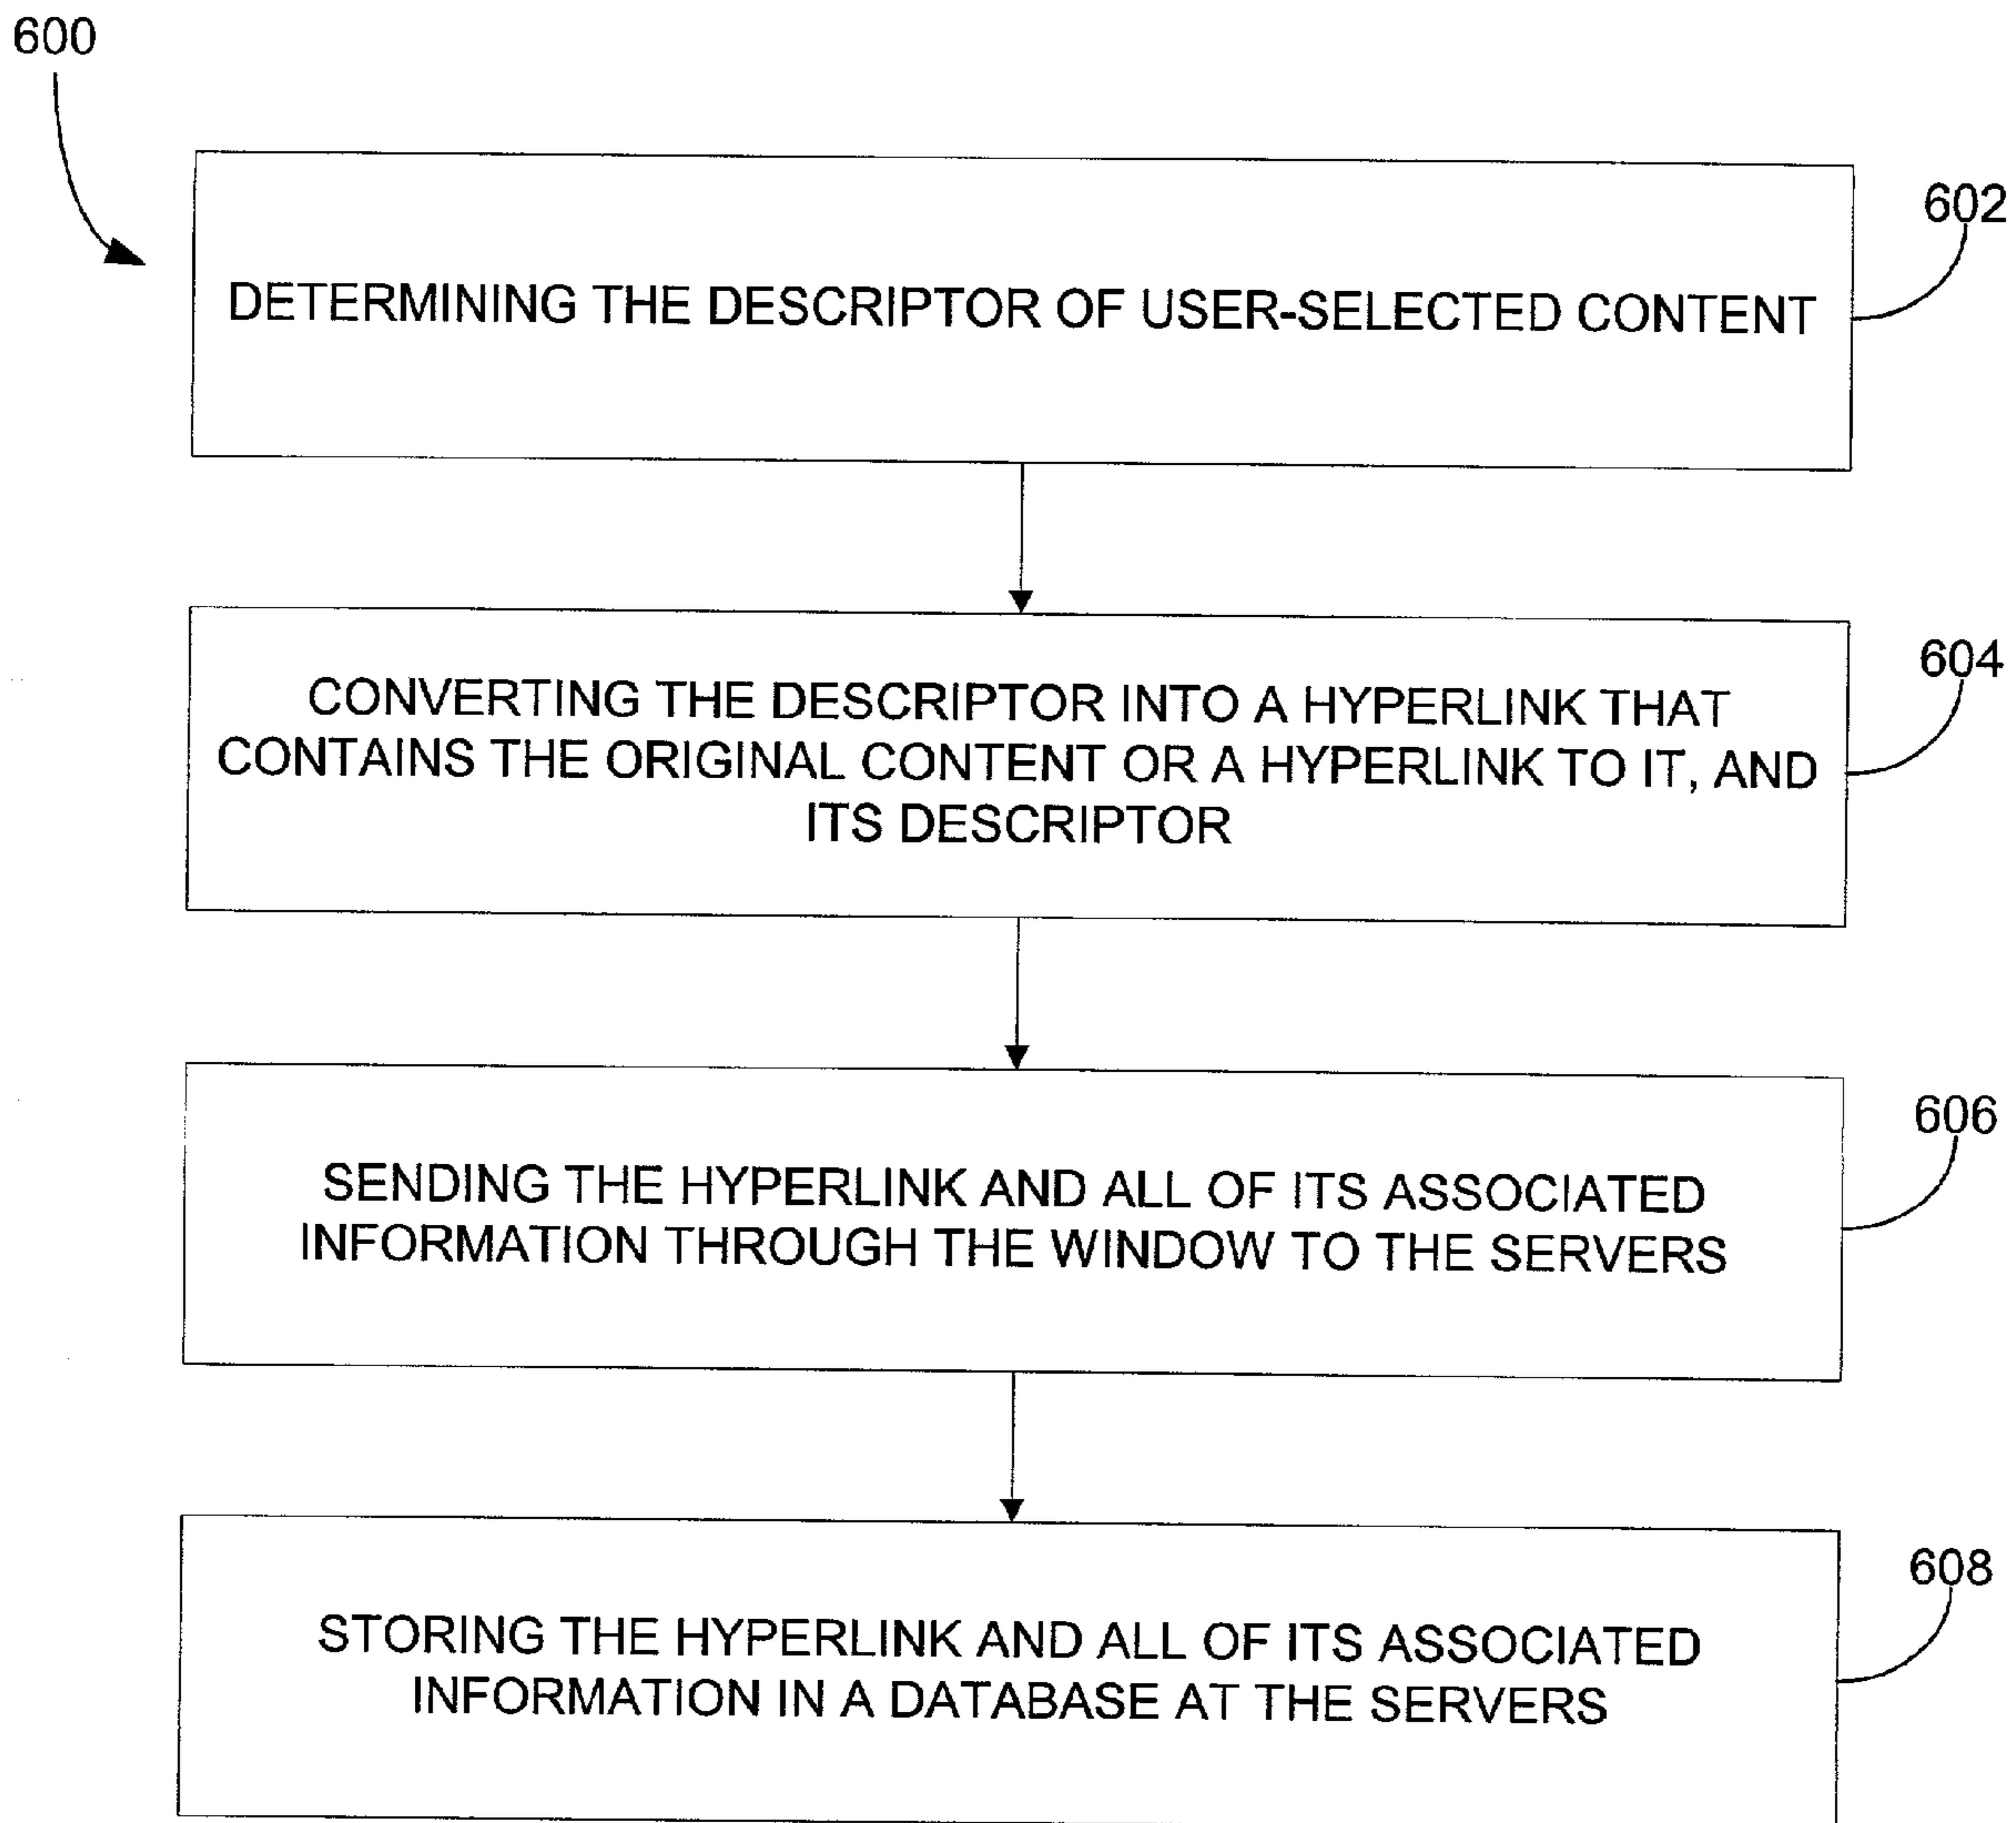 600
602
DETERMINING THE DESCRIPTOR OF USER-SELECTED CONTENT
604
CONVERTING THE DESCRIPTOR INTO A HYPERLINK THAT
CONTAINS THE ORIGINAL CONTENT OR A HYPERLINK TO IT, AND
ITS DESCRIPTOR
606
SENDING THE HYPERLINK AND ALL OF ITS ASSOCIATED
INFORMATION THROUGH THE WINDOW TO THE SERVERS
608
STORING THE HYPERLINK AND ALL OF ITS ASSOCIATED
INFORMATION IN A DATABASE AT THE SERVERS